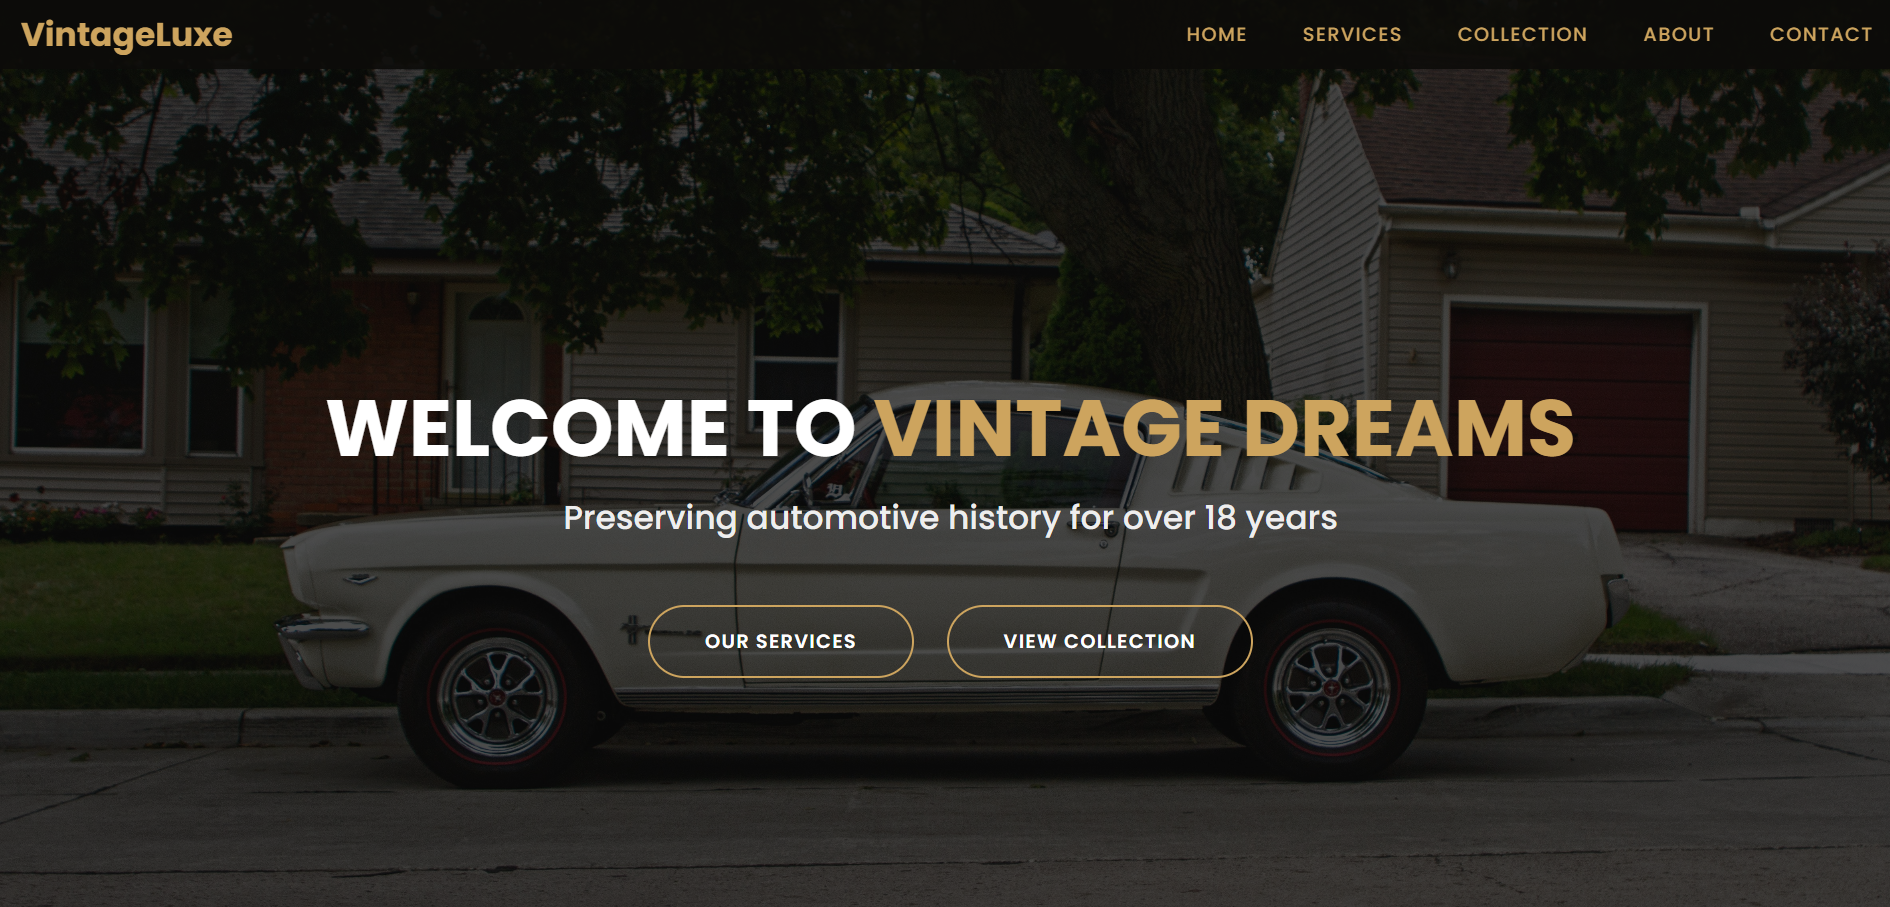 VintageLuxe
HOME SERVICES COLLECTION ABOUT CONTACT
WELCOME TO VINTAGE DREAMS
Preserving automotive history for over 18 years
OUR SERVICES VIEW COLLECTION